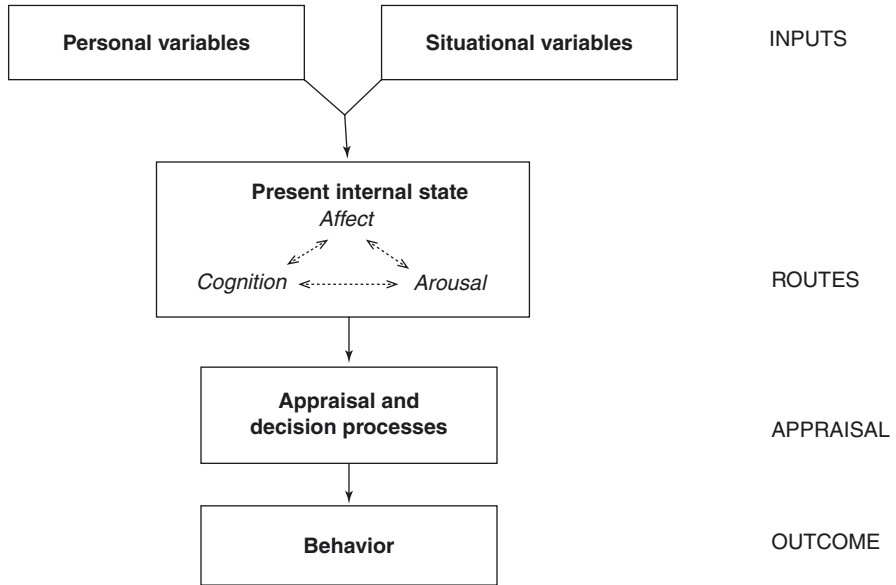 Personal variables
Situational variables
INPUTS
Present internal state
Affect
Cognition
Arousal
ROUTES
Appraisal and
decision processes
APPRAISAL
Behavior
OUTCOME